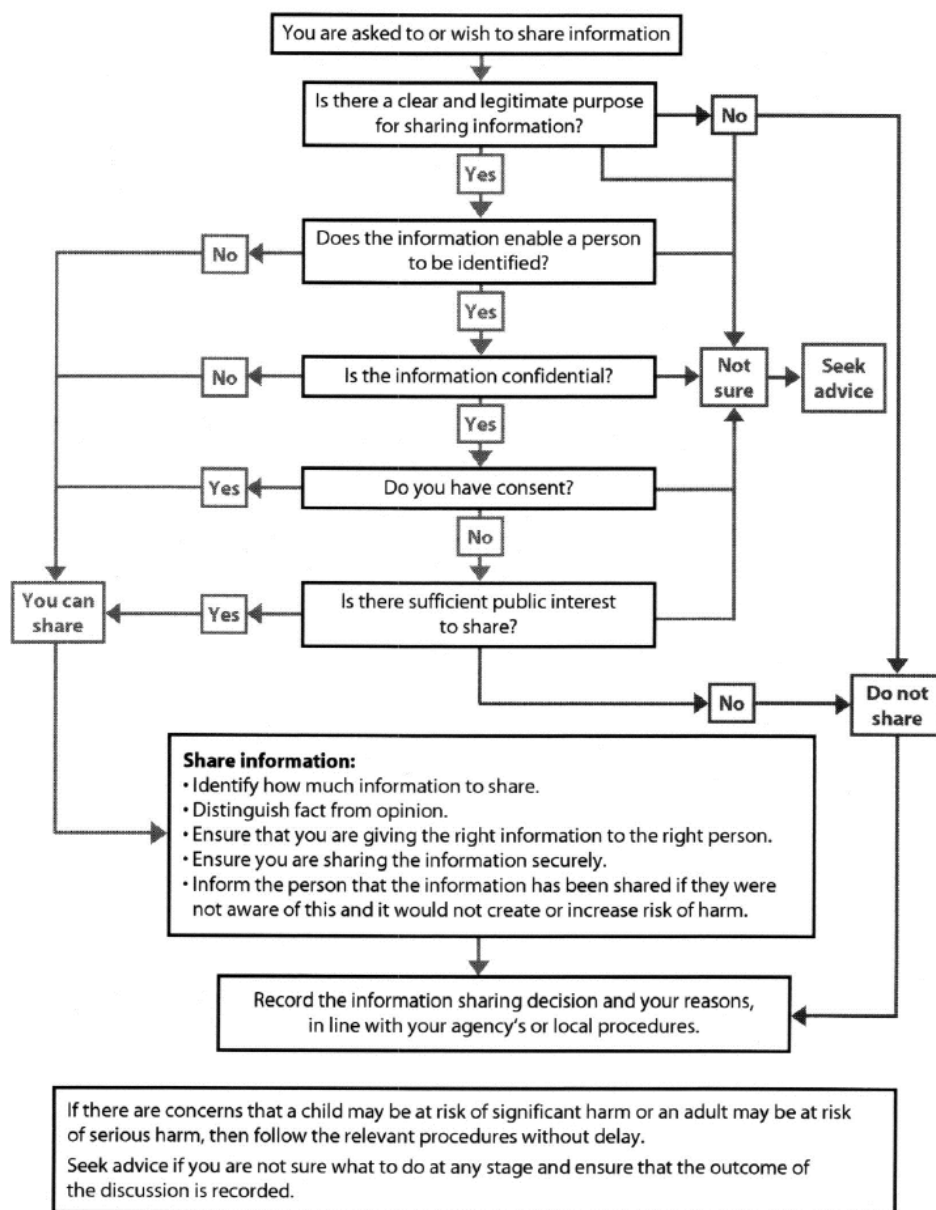 You are asked to or wish to share information
Is there a clear and legitimate purpose
for sharing information?
No
Yes
Does the information enable a person
to be identified?
No
Yes
Is the information confidential?
No
Not
sure
Seek
advice
Yes
Do you have consent?
Yes
No
Is there sufficient public interest
to share?
Yes
You can
share
No
Do not
share
Share information:
• Identify how much information to share.
• Distinguish fact from opinion.
• Ensure that you are giving the right information to the right person.
• Ensure you are sharing the information securely.
• Inform the person that the information has been shared if they were
not aware of this and it would not create or increase risk of harm.
Record the information sharing decision and your reasons,
in line with your agency's or local procedures.
If there are concerns that a child may be at risk of significant harm or an adult may be at risk
of serious harm, then follow the relevant procedures without delay.
Seek advice if you are not sure what to do at any stage and ensure that the outcome of
the discussion is recorded.